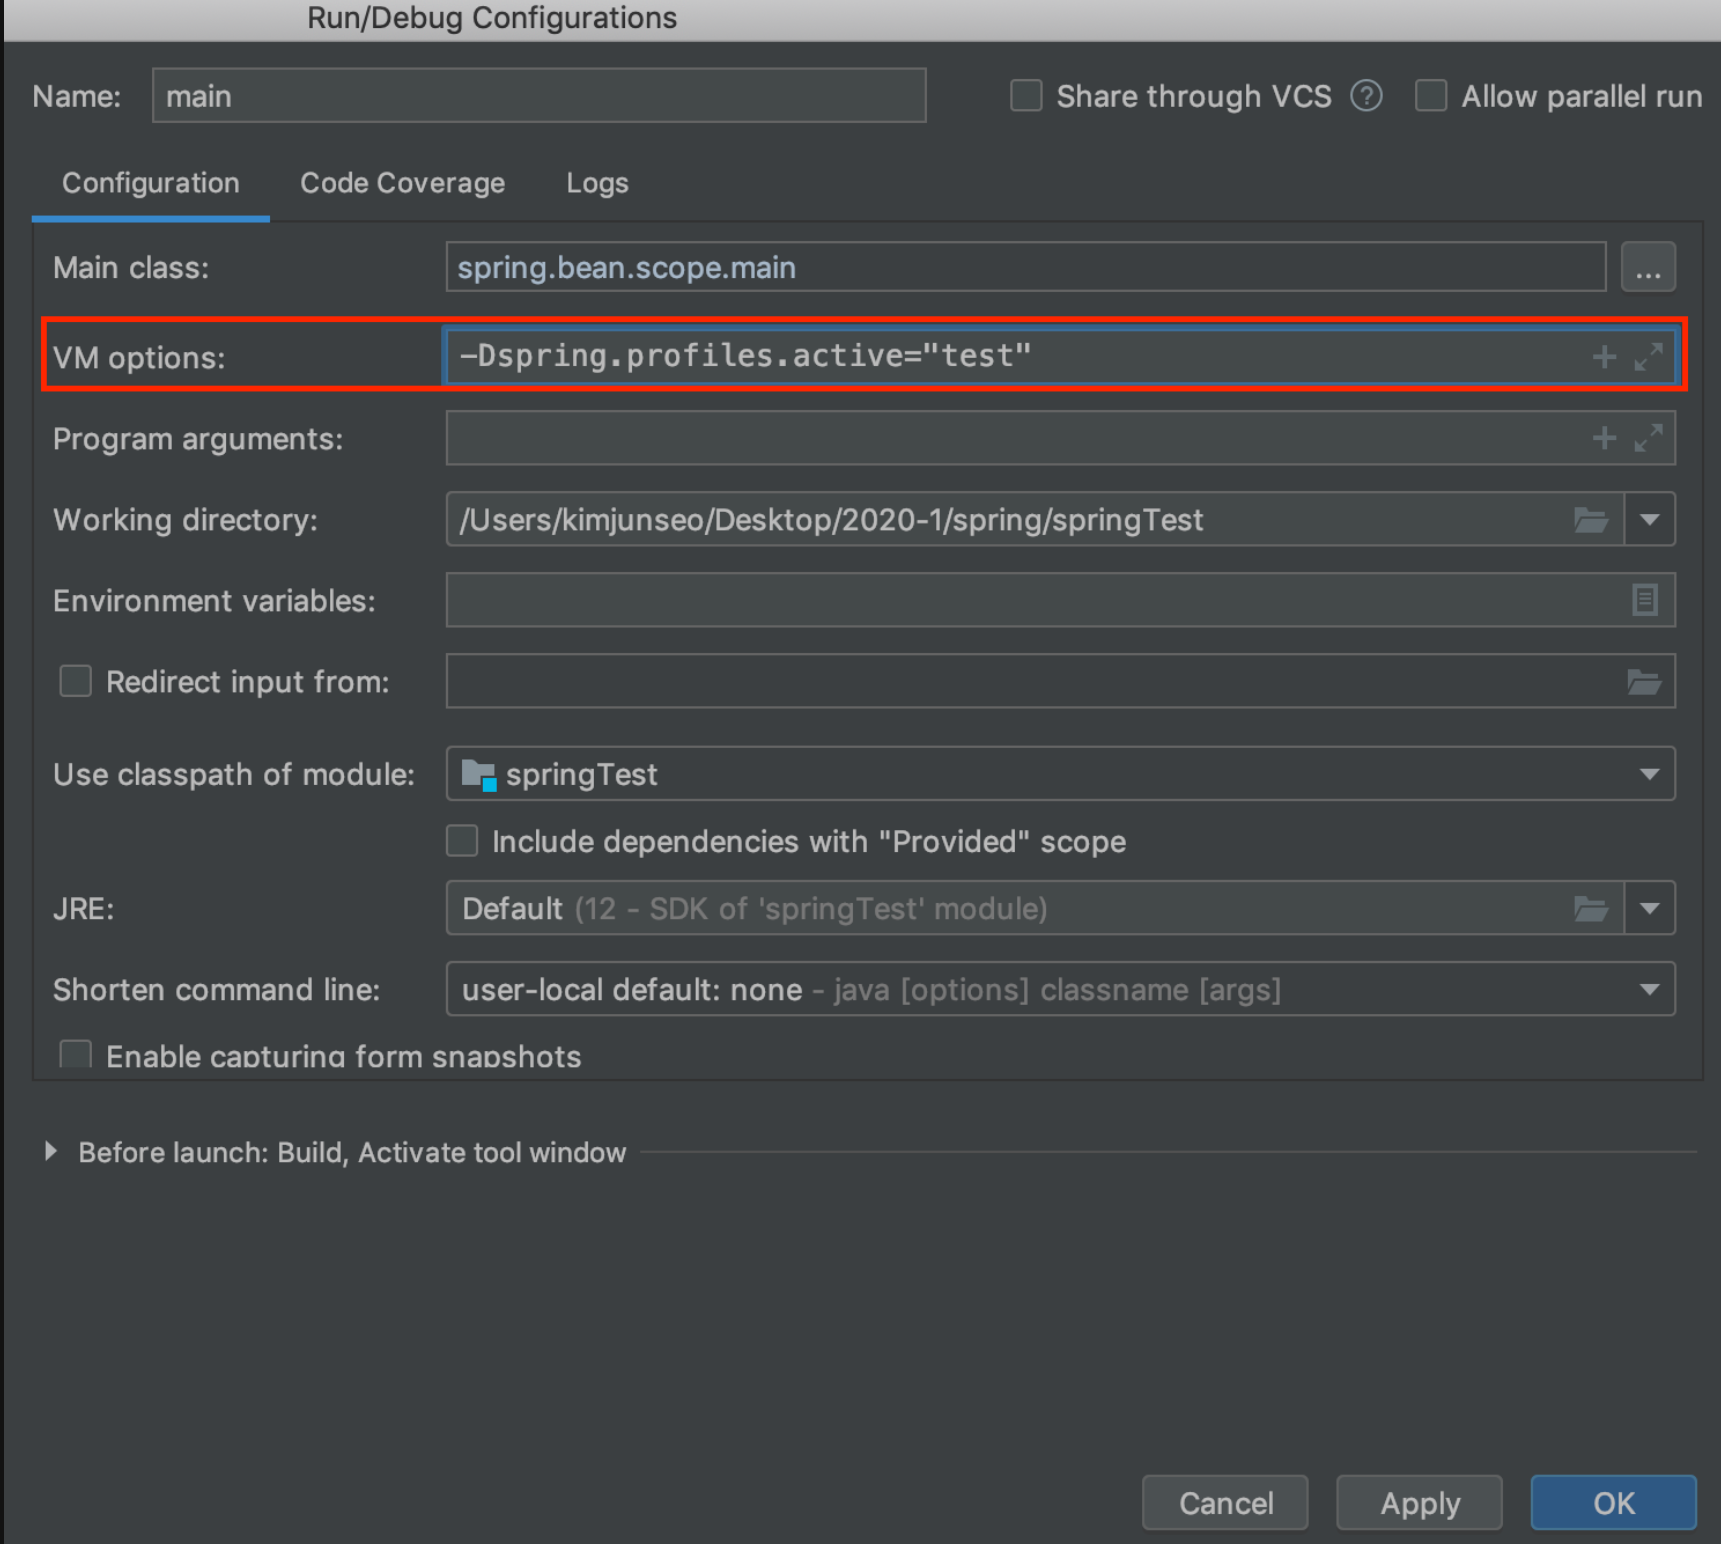 Run/Debug Configurations
Name: main Share through VCS ? Allow parallel run
Configuration Code Coverage Logs
Main class: spring.bean.scope.main ...
VM options: -Dspring.profiles.active="test"
Program arguments:
Working directory: /Users/kimjunseo/Desktop/2020-1/spring/springTest
Environment variables:
Redirect input from:
Use classpath of module: springTest
Include dependencies with "Provided" scope
JRE: Default (12 - SDK of 'springTest' module)
Shorten command line: user-local default: none - java [options] classname [args]
Enable capturing form snapshots
Before launch: Build, Activate tool window
Cancel Apply OK